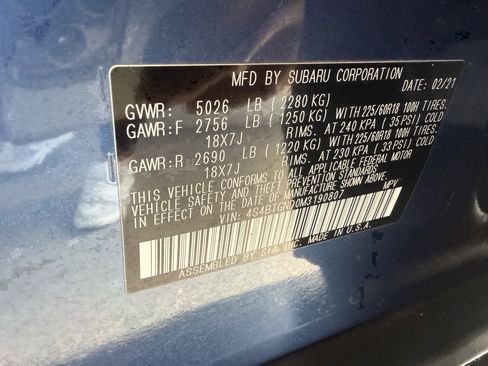 MFD BY SUBARU CORPORATION
DATE: 02/21
GVWR: 5026 LB (2280 KG)
GAWR:F 2756 LB (1250 KG) WITH 225/60R18 100H TIRES.
18X7J RIMS. AT 240 KPA (35 PSI) COLD
GAWR:R 2690 LB (1220 KG) WITH 225/60R18 100H TIRES.
18X7J RIMS. AT 230 KPA (33 PSI) COLD
THIS VEHICLE CONFORMS TO ALL APPLICABLE FEDERAL MOTOR
VEHICLE SAFETY AND THEFT PREVENTION STANDARDS
IN EFFECT ON THE DATE OF MANUFACTURE SHOWN ABOVE.
VIN: 4S4BTGND0M3190807 MPV
ASSEMBLED BY SIA, INC. MADE IN U.S.A.